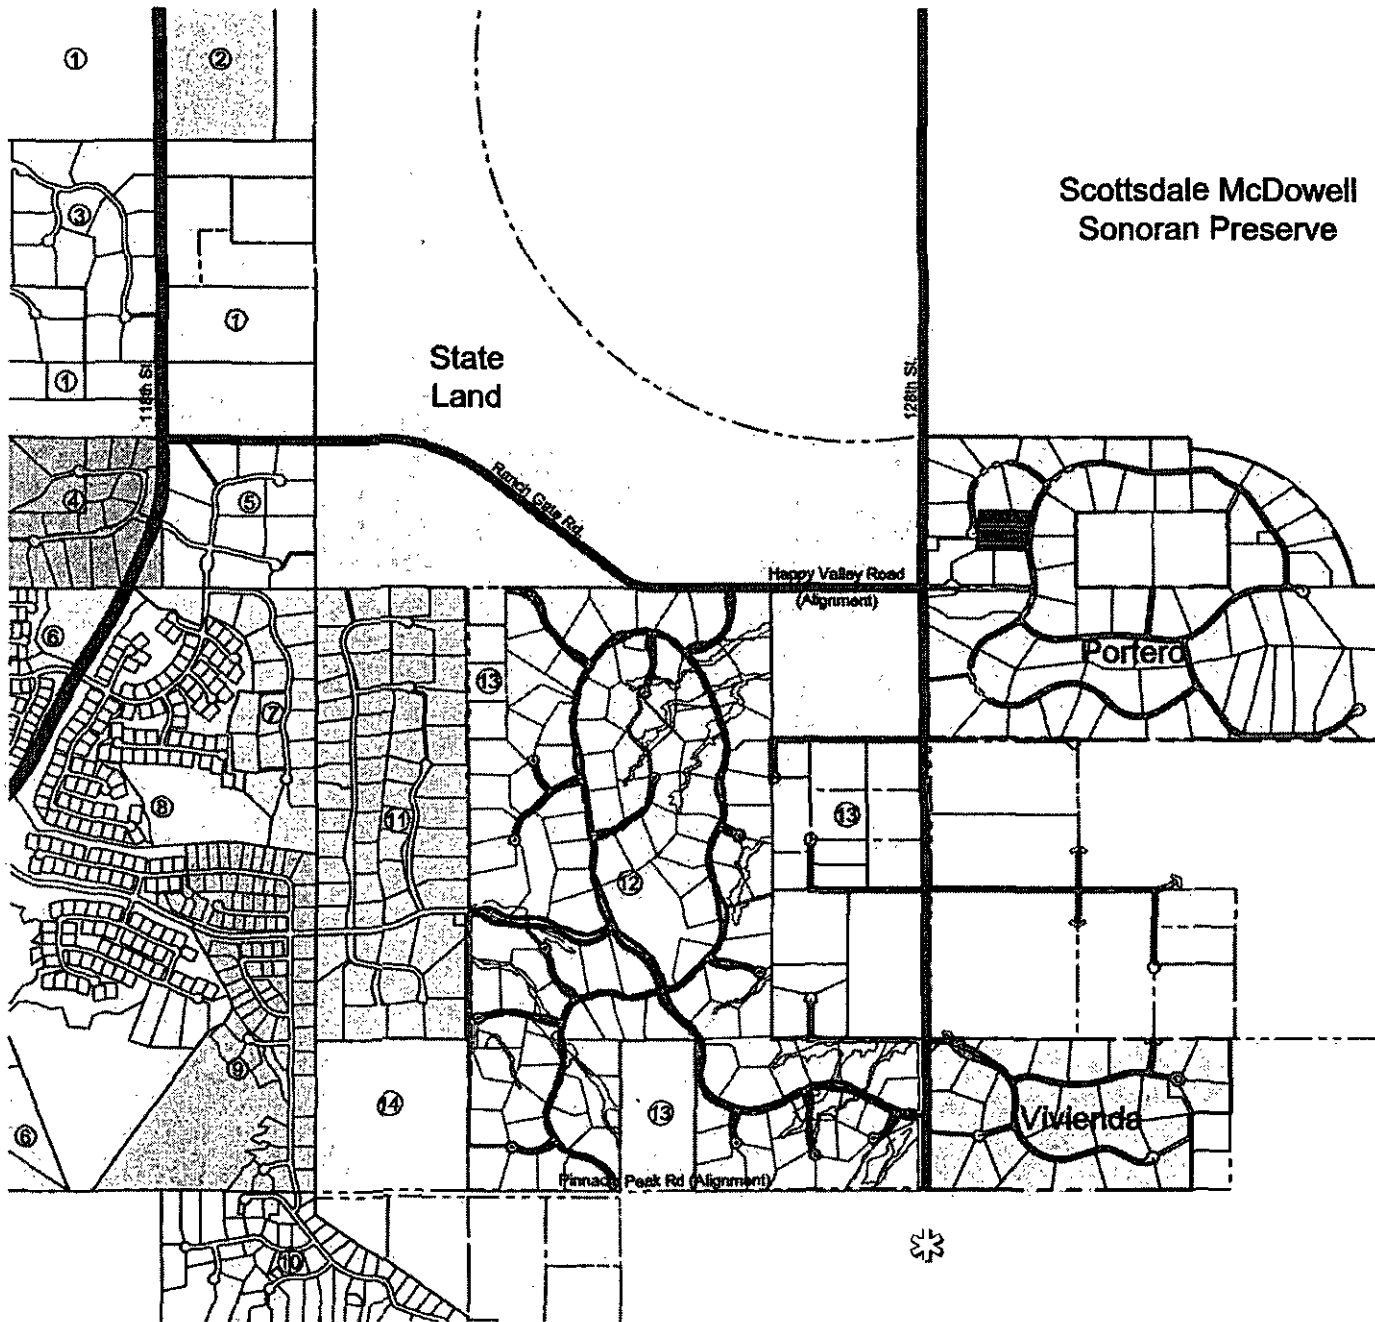 ①
②
Scottsdale McDowell
Sonoran Preserve
③
①
State
Land
①
118th St.
128th St.
④
⑤
Ranch Gate Rd.
Happy Valley Road
(Alignment)
⑥
Portero
⑬
⑦
⑧
⑪
⑬
⑫
⑨
⑭
⑬
Vivienda
⑥
Pinnacle Peak Rd (Alignment)
⑩